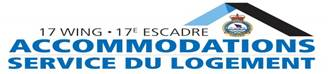 17 WING • 17E ESCADRE
ACCOMMODATIONS
SERVICE DU LOGEMENT